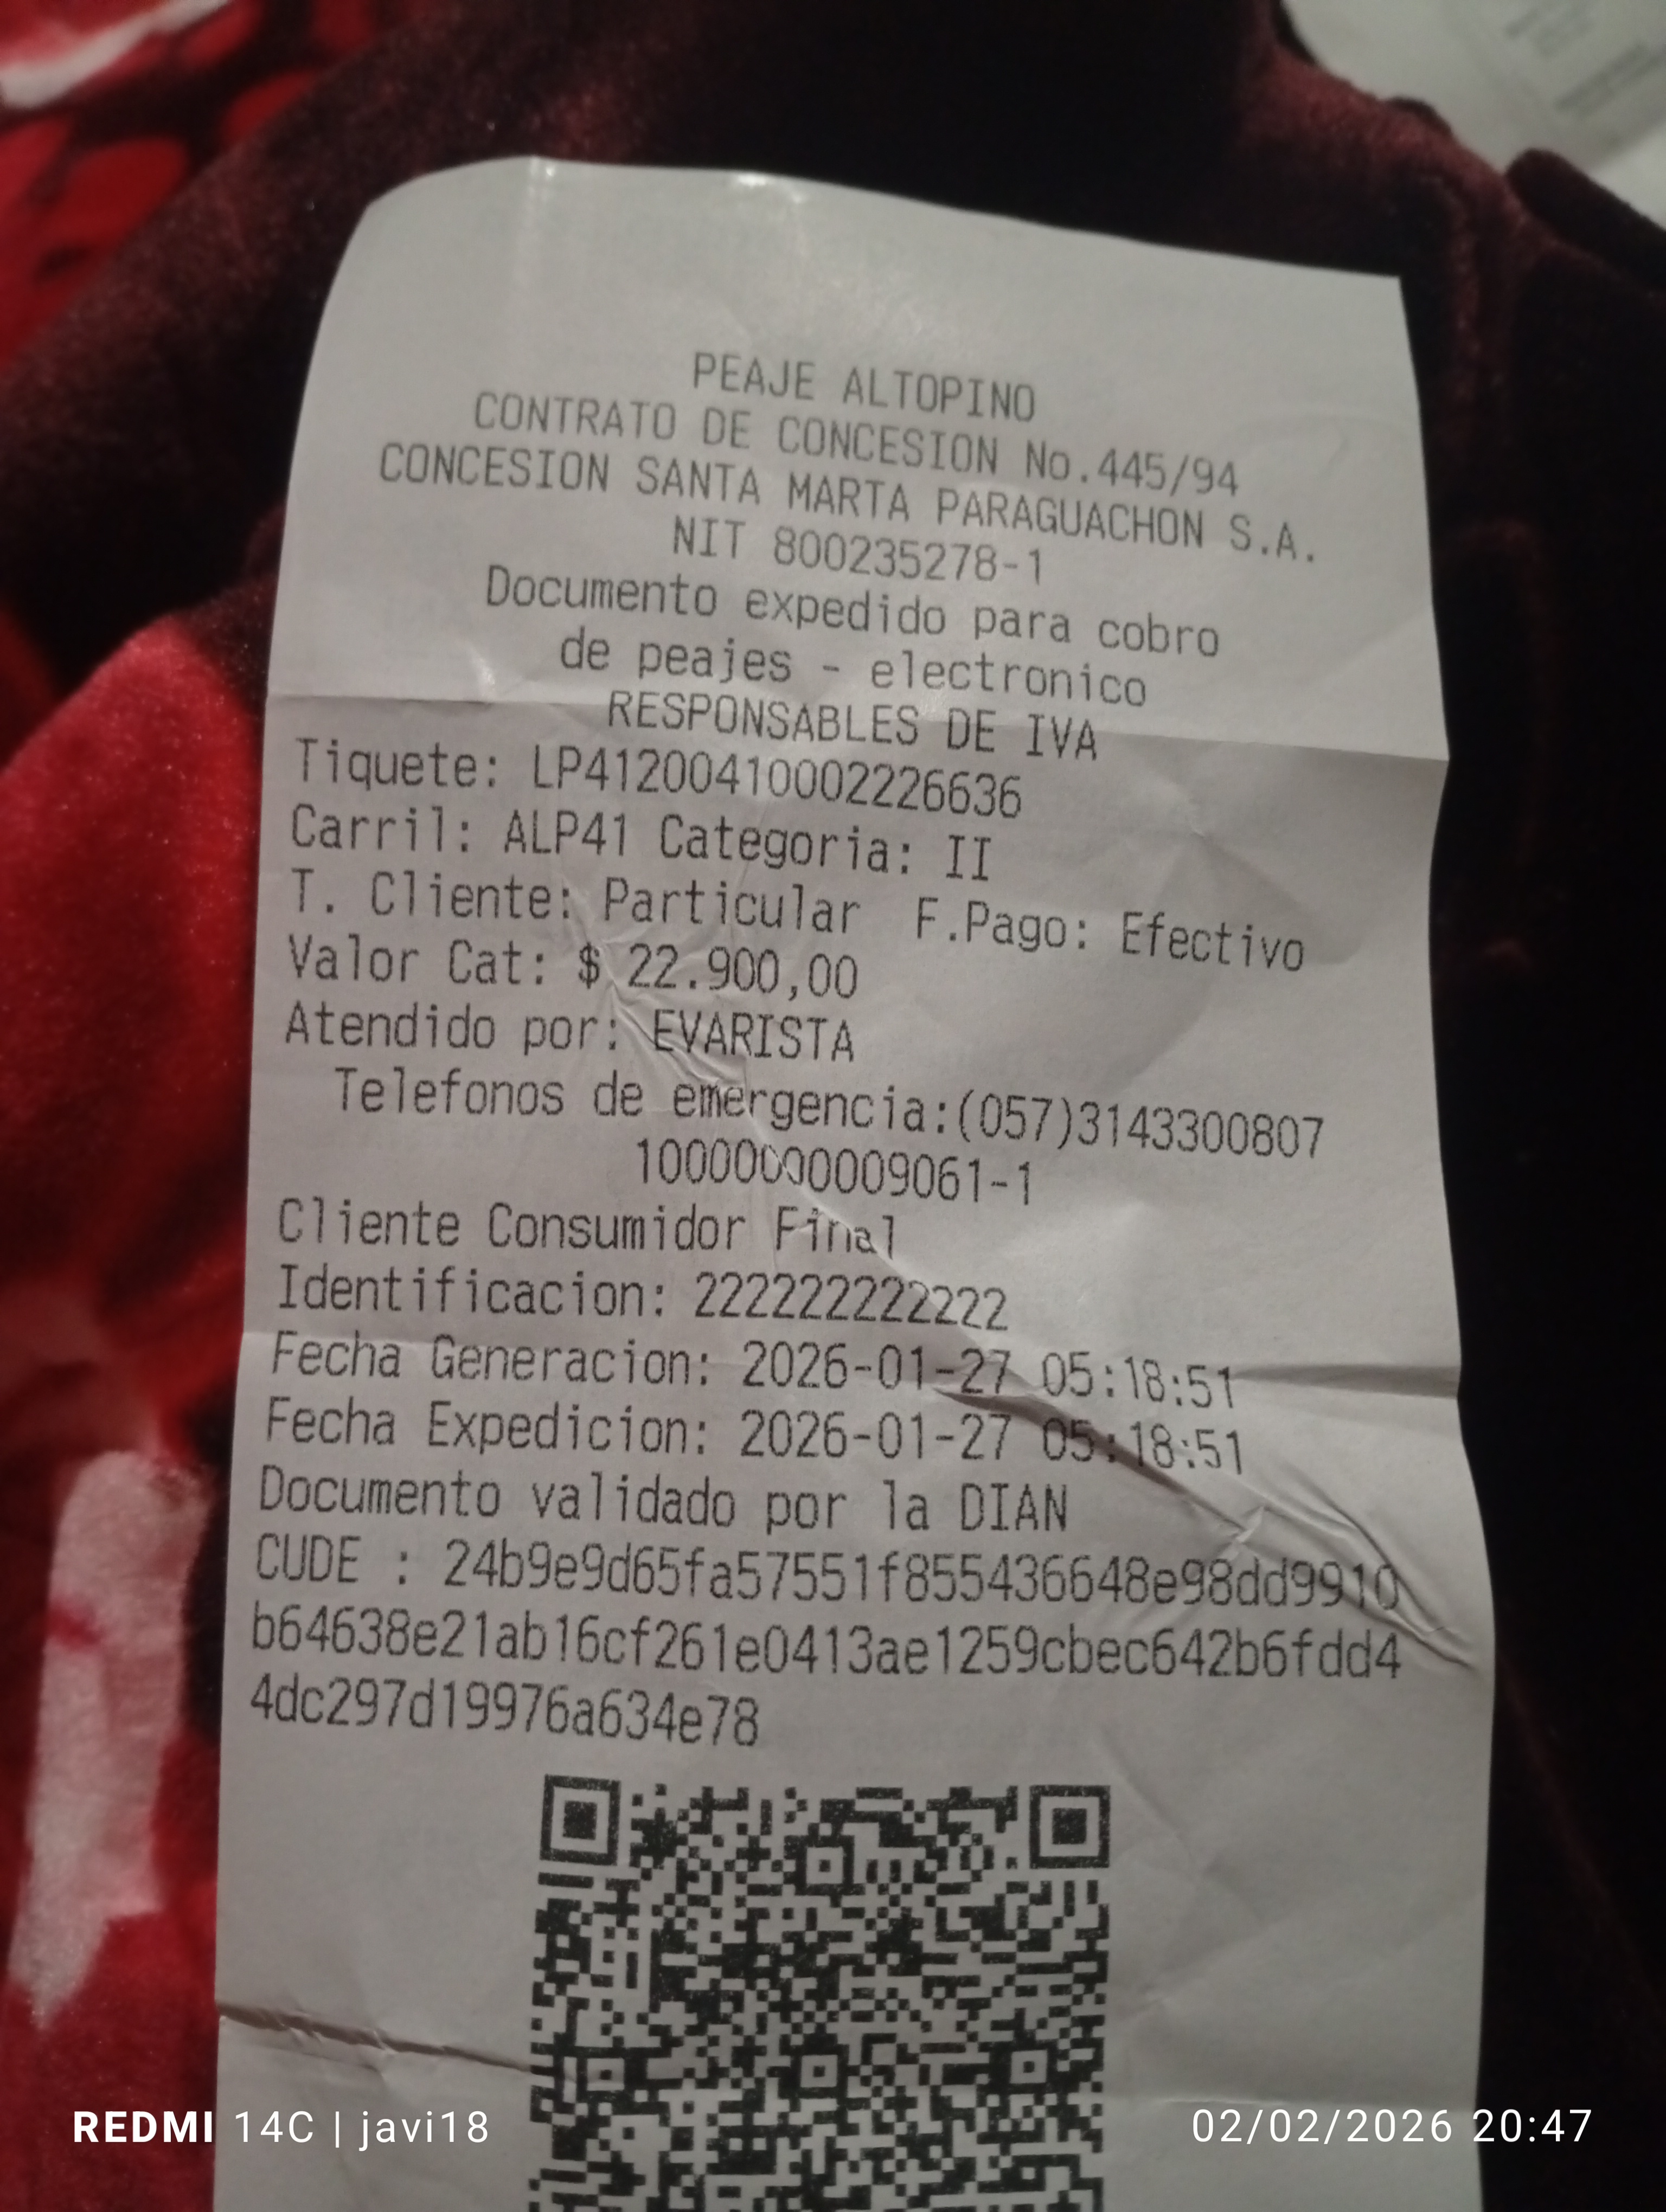 PEAJE ALTOPINO
CONTRATO DE CONCESION No.445/94
CONCESION SANTA MARTA PARAGUACHON S.A.
NIT 800235278-1
Documento expedido para cobro
de peajes - electronico
RESPONSABLES DE IVA
Tiquete: LP41200410002226636
Carril: ALP41 Categoria: II
T. Cliente: Particular F.Pago: Efectivo
Valor Cat: $ 22.900,00
Atendido por: EVARISTA
Telefonos de emergencia:(057)3143300807
10000000009061-1
Cliente Consumidor Final
Identificacion: 222222222222
Fecha Generacion: 2026-01-27 05:18:51
Fecha Expedicion: 2026-01-27 05:18:51
Documento validado por la DIAN
CUDE : 24b9e9d65fa57551f855436648e98dd9910
b64638e21ab16cf261e0413ae1259cbec642b6fdd4
4dc297d19976a634e78
REDMI 14C | javi18
02/02/2026 20:47